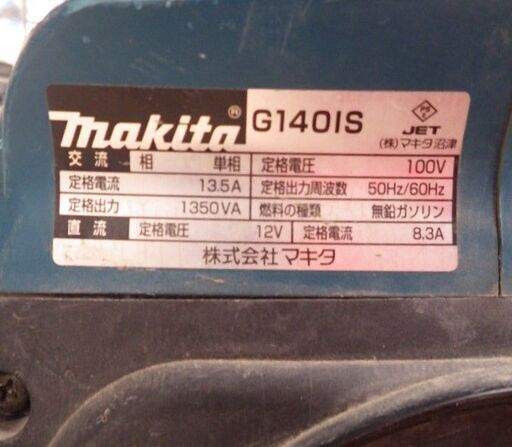 makita® G140IS
PS
E
JET
(株)マキタ沼津
交流 相 単相 定格電圧 100V
定格電流 13.5A 定格出力周波数 50Hz/60Hz
定格出力 1350VA 燃料の種類 無鉛ガソリン
直流 定格電圧 12V 定格電流 8.3A
株式会社マキタ